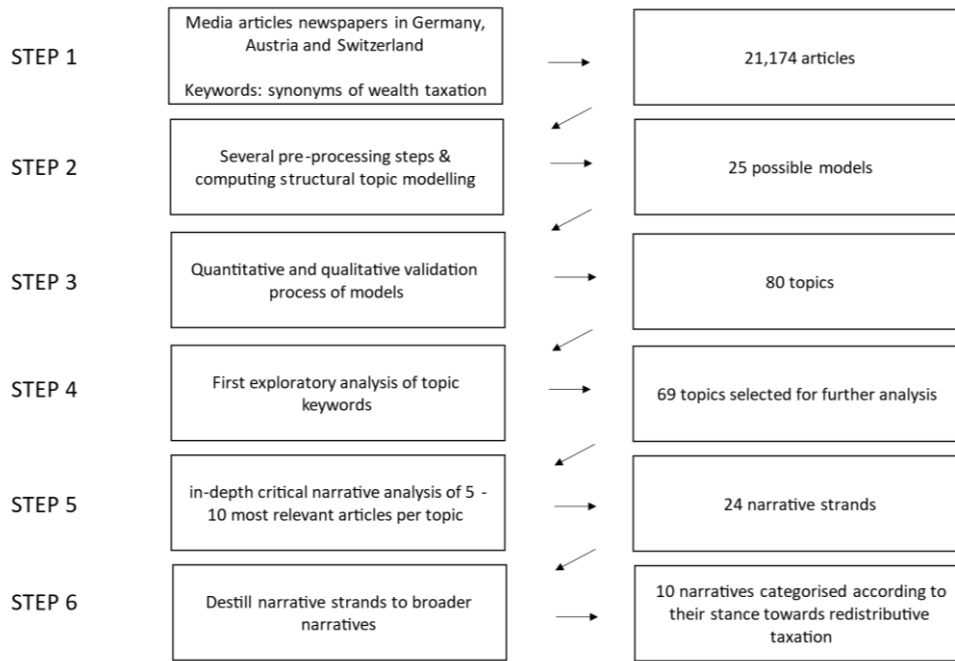 STEP 1
Media articles newspapers in Germany,
Austria and Switzerland
Keywords: synonyms of wealth taxation
21,174 articles
STEP 2
Several pre-processing steps &
computing structural topic modelling
25 possible models
STEP 3
Quantitative and qualitative validation
process of models
80 topics
STEP 4
First exploratory analysis of topic
keywords
69 topics selected for further analysis
STEP 5
in-depth critical narrative analysis of 5 -
10 most relevant articles per topic
24 narrative strands
STEP 6
Destill narrative strands to broader
narratives
10 narratives categorised according to
their stance towards redistributive
taxation